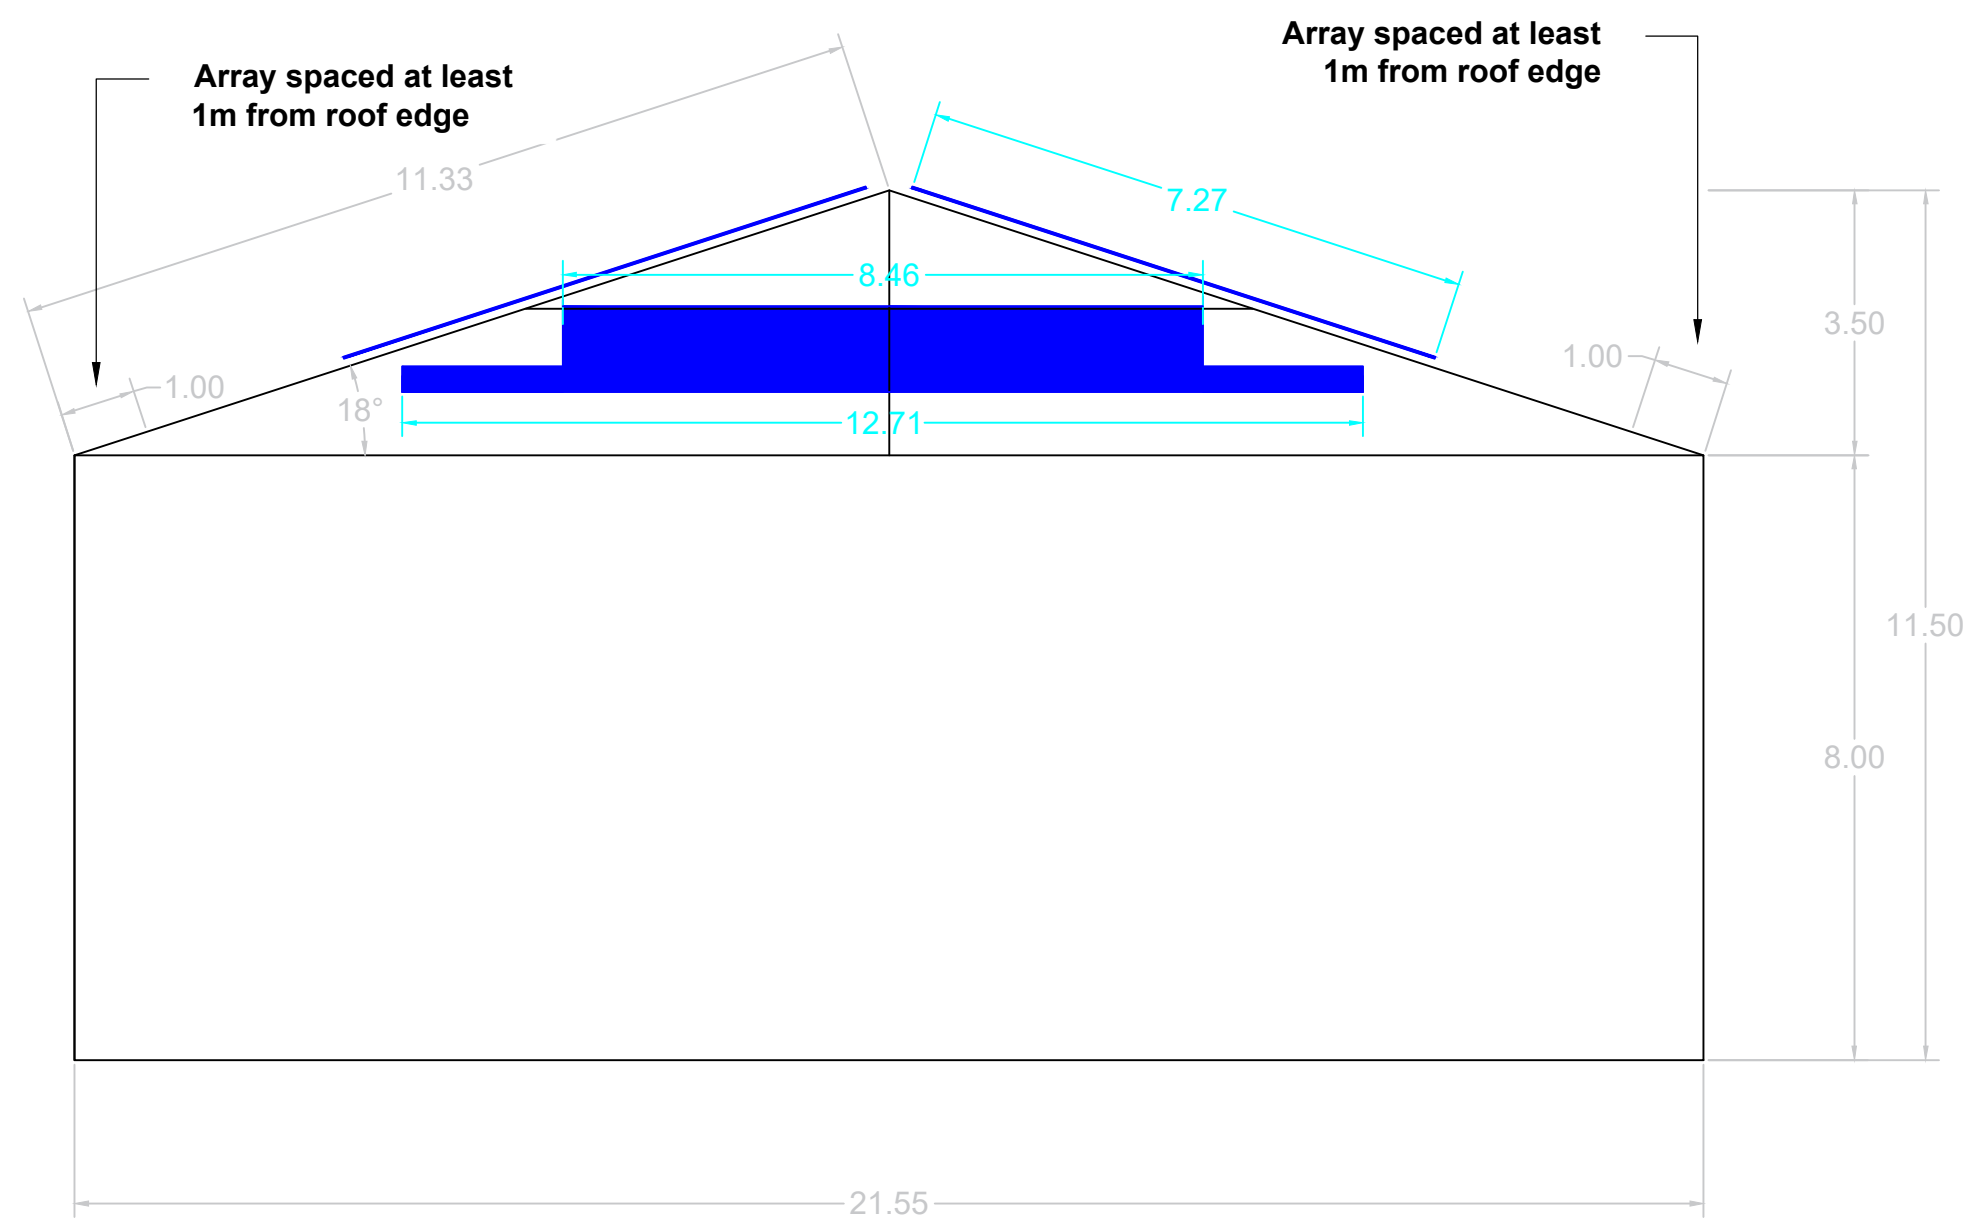 Array spaced at least
1m from roof edge
Array spaced at least
1m from roof edge
11.33
7.27
8.46
3.50
1.00
1.00
18°
12.71
11.50
8.00
21.55